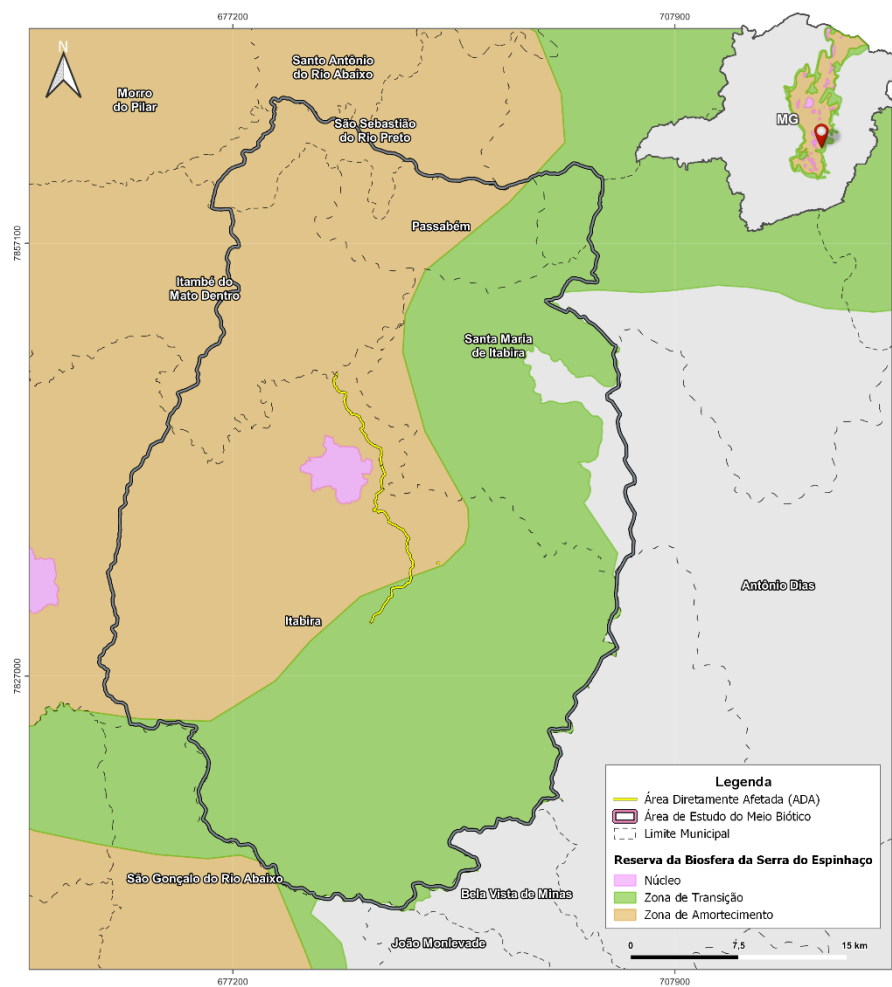 677200
707900
N
Santo Antônio
do Rio Abaixo
Morro
do Pilar
São Sebastião
do Rio Preto
MG
Passabém
7857100
7857100
Itambé do
Mato Dentro
Santa Maria
de Itabira
Antônio Dias
Itabira
7827000
7827000
São Gonçalo do Rio Abaixo
Bela Vista de Minas
João Monlevade
Legenda
Área Diretamente Afetada (ADA)
Área de Estudo do Meio Biótico
Limite Municipal
Reserva da Biosfera da Serra do Espinhaço
Núcleo
Zona de Transição
Zona de Amortecimento
0
7,5
15 km
677200
707900